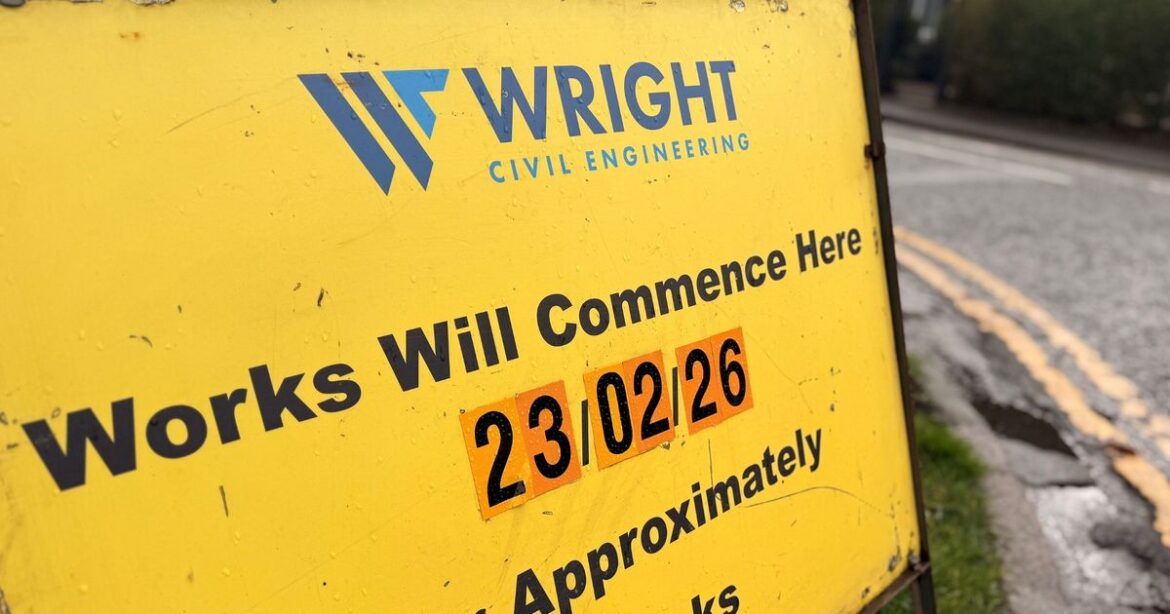 WRIGHT
CIVIL ENGINEERING
Works Will Commence Here
23/02/26
Approximately